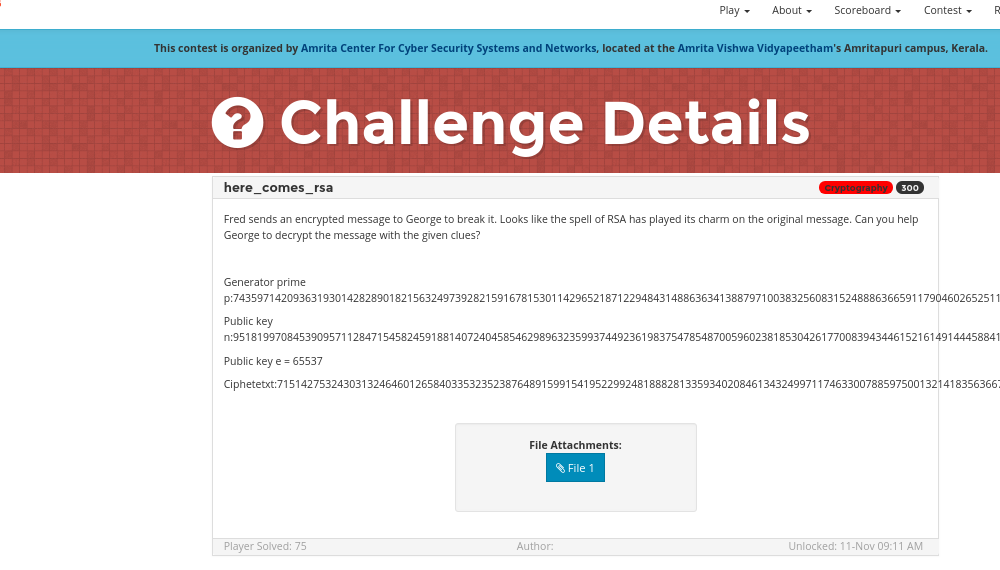 Play About Scoreboard Contest R
This contest is organized by Amrita Center For Cyber Security Systems and Networks, located at the Amrita Vishwa Vidyapeetham's Amritapuri campus, Kerala.
Challenge Details
here_comes_rsa Cryptography 300
Fred sends an encrypted message to George to break it. Looks like the spell of RSA has played its charm on the original message. Can you help
George to decrypt the message with the given clues?
Generator prime
p:7435971420936319301428289018215632497392821591678153011429652187122948431488636341388797100383256083152488863665911790460265251
Public key
n:9518199708453909571128471545824591881407240458546298963235993744923619837547854870059602381853042617700839434461521614914445884
Public key e = 65537
Ciphetetxt:7151427532430313246460126584033532352387648915991541952299248188828133593402084613432499711746330078859750013214183563667
File Attachments:
File 1
Player Solved: 75 Author: Unlocked: 11-Nov 09:11 AM